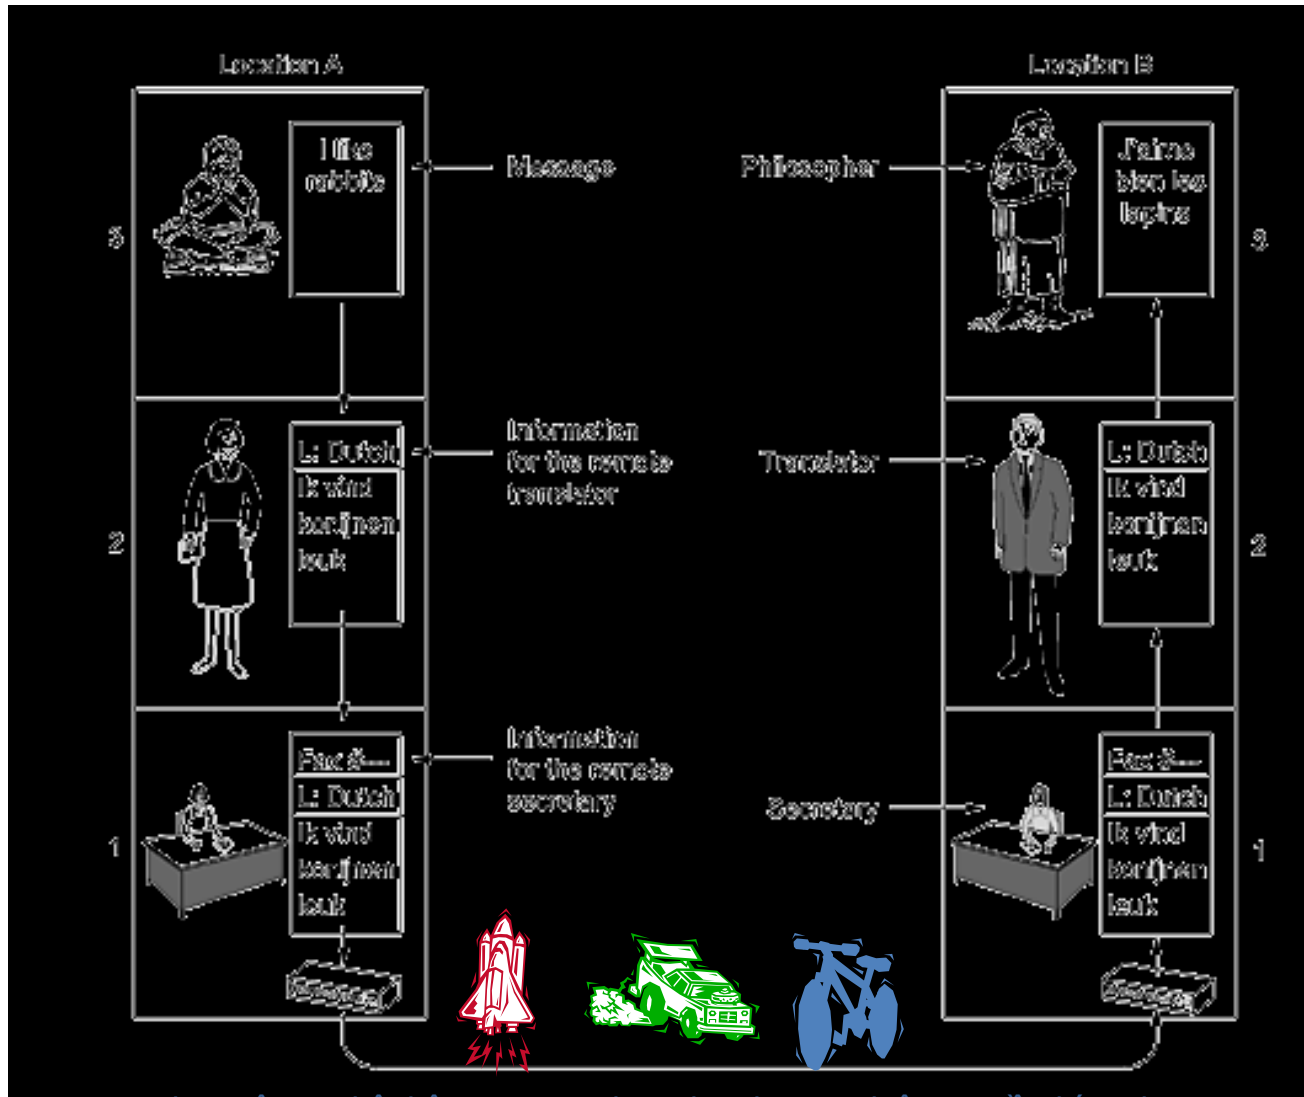 Location A
Location B
I like
rabbits
Message
Philosopher
J'aime
bien les
lapins
3
3
L: Dutch
Ik vind
konijnen
leuk
Information
for the remote
translator
Translator
L: Dutch
Ik vind
konijnen
leuk
2
2
Fax #---
L: Dutch
Ik vind
konijnen
leuk
Information
for the remote
secretary
Secretary
Fax #---
L: Dutch
Ik vind
konijnen
leuk
1
1